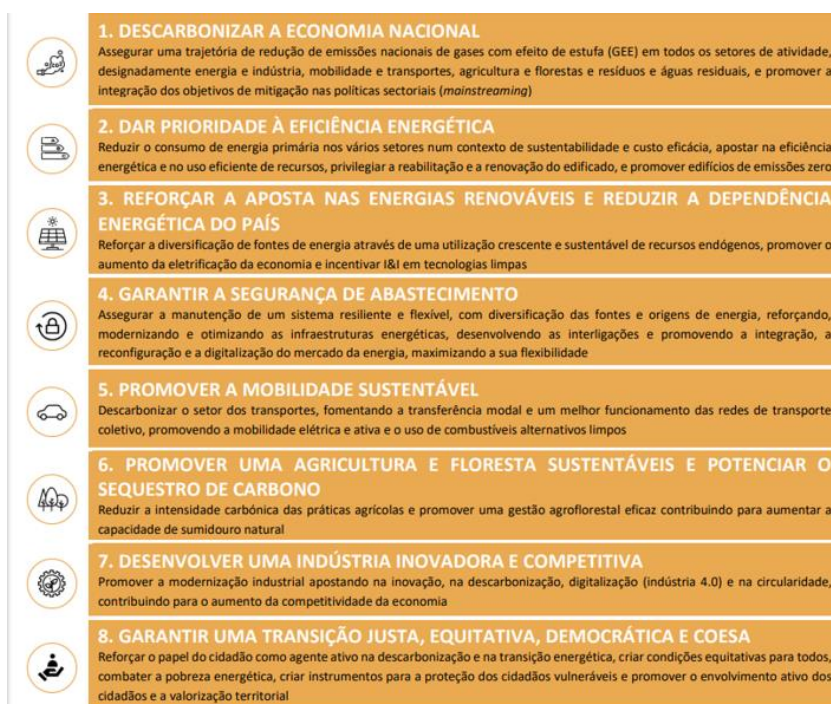 1. DESCARBONIZAR A ECONOMIA NACIONAL
Assegurar uma trajetória de redução de emissões nacionais de gases com efeito de estufa (GEE) em todos os setores de atividade,
designadamente energia e indústria, mobilidade e transportes, agricultura e florestas e resíduos e águas residuais, e promover a
integração dos objetivos de mitigação nas políticas sectoriais (mainstreaming)
2. DAR PRIORIDADE À EFICIÊNCIA ENERGÉTICA
Reduzir o consumo de energia primária nos vários setores num contexto de sustentabilidade e custo eficácia, apostar na eficiência
energética e no uso eficiente de recursos, privilegiar a reabilitação e a renovação do edificado, e promover edifícios de emissões zero
3. REFORÇAR A APOSTA NAS ENERGIAS RENOVÁVEIS E REDUZIR A DEPENDÊNCIA
ENERGÉTICA DO PAÍS
Reforçar a diversificação de fontes de energia através de uma utilização crescente e sustentável de recursos endógenos, promover o
aumento da eletrificação da economia e incentivar I&I em tecnologias limpas
4. GARANTIR A SEGURANÇA DE ABASTECIMENTO
Assegurar a manutenção de um sistema resiliente e flexível, com diversificação das fontes e origens de energia, reforçando,
modernizando e otimizando as infraestruturas energéticas, desenvolvendo as interligações e promovendo a integração, a
reconfiguração e a digitalização do mercado da energia, maximizando a sua flexibilidade
5. PROMOVER A MOBILIDADE SUSTENTÁVEL
Descarbonizar o setor dos transportes, fomentando a transferência modal e um melhor funcionamento das redes de transporte
coletivo, promovendo a mobilidade elétrica e ativa e o uso de combustíveis alternativos limpos
6. PROMOVER UMA AGRICULTURA E FLORESTA SUSTENTÁVEIS E POTENCIAR O
SEQUESTRO DE CARBONO
Reduzir a intensidade carbónica das práticas agrícolas e promover uma gestão agroflorestal eficaz contribuindo para aumentar a
capacidade de sumidouro natural
7. DESENVOLVER UMA INDÚSTRIA INOVADORA E COMPETITIVA
Promover a modernização industrial apostando na inovação, na descarbonização, digitalização (indústria 4.0) e na circularidade,
contribuindo para o aumento da competitividade da economia
8. GARANTIR UMA TRANSIÇÃO JUSTA, EQUITATIVA, DEMOCRÁTICA E COESA
Reforçar o papel do cidadão como agente ativo na descarbonização e na transição energética, criar condições equitativas para todos,
combater a pobreza energética, criar instrumentos para a proteção dos cidadãos vulneráveis e promover o envolvimento ativo dos
cidadãos e a valorização territorial